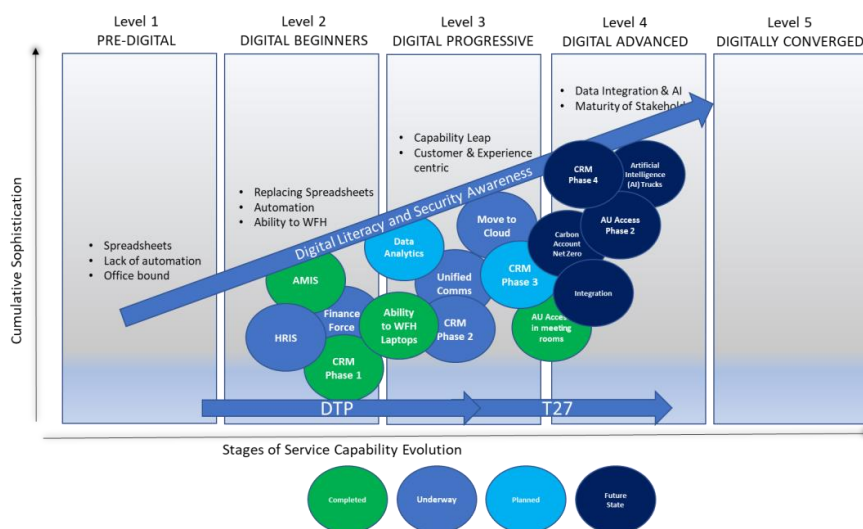 Level 1
PRE-DIGITAL
Level 2
DIGITAL BEGINNERS
Level 3
DIGITAL PROGRESSIVE
Level 4
DIGITAL ADVANCED
Level 5
DIGITALLY CONVERGED
Cumulative Sophistication
• Spreadsheets
• Lack of automation
• Office bound
• Replacing Spreadsheets
• Automation
• Ability to WFH
• Capability Leap
• Customer & Experience
centric
• Data Integration & AI
• Maturity of Stakehold
Digital Literacy and Security Awareness
AMIS
HRIS
Finance
Force
CRM
Phase 1
Data
Analytics
Ability
to WFH
Laptops
Move to
Cloud
Unified
Comms
CRM
Phase 2
CRM
Phase 3
AU Access
in meeting
rooms
CRM
Phase 4
Artificial
Intelligence
(AI) Trucks
AU Access
Phase 2
Carbon
Account
Net Zero
Integration
DTP
T27
Stages of Service Capability Evolution
Completed
Underway
Planned
Future
State